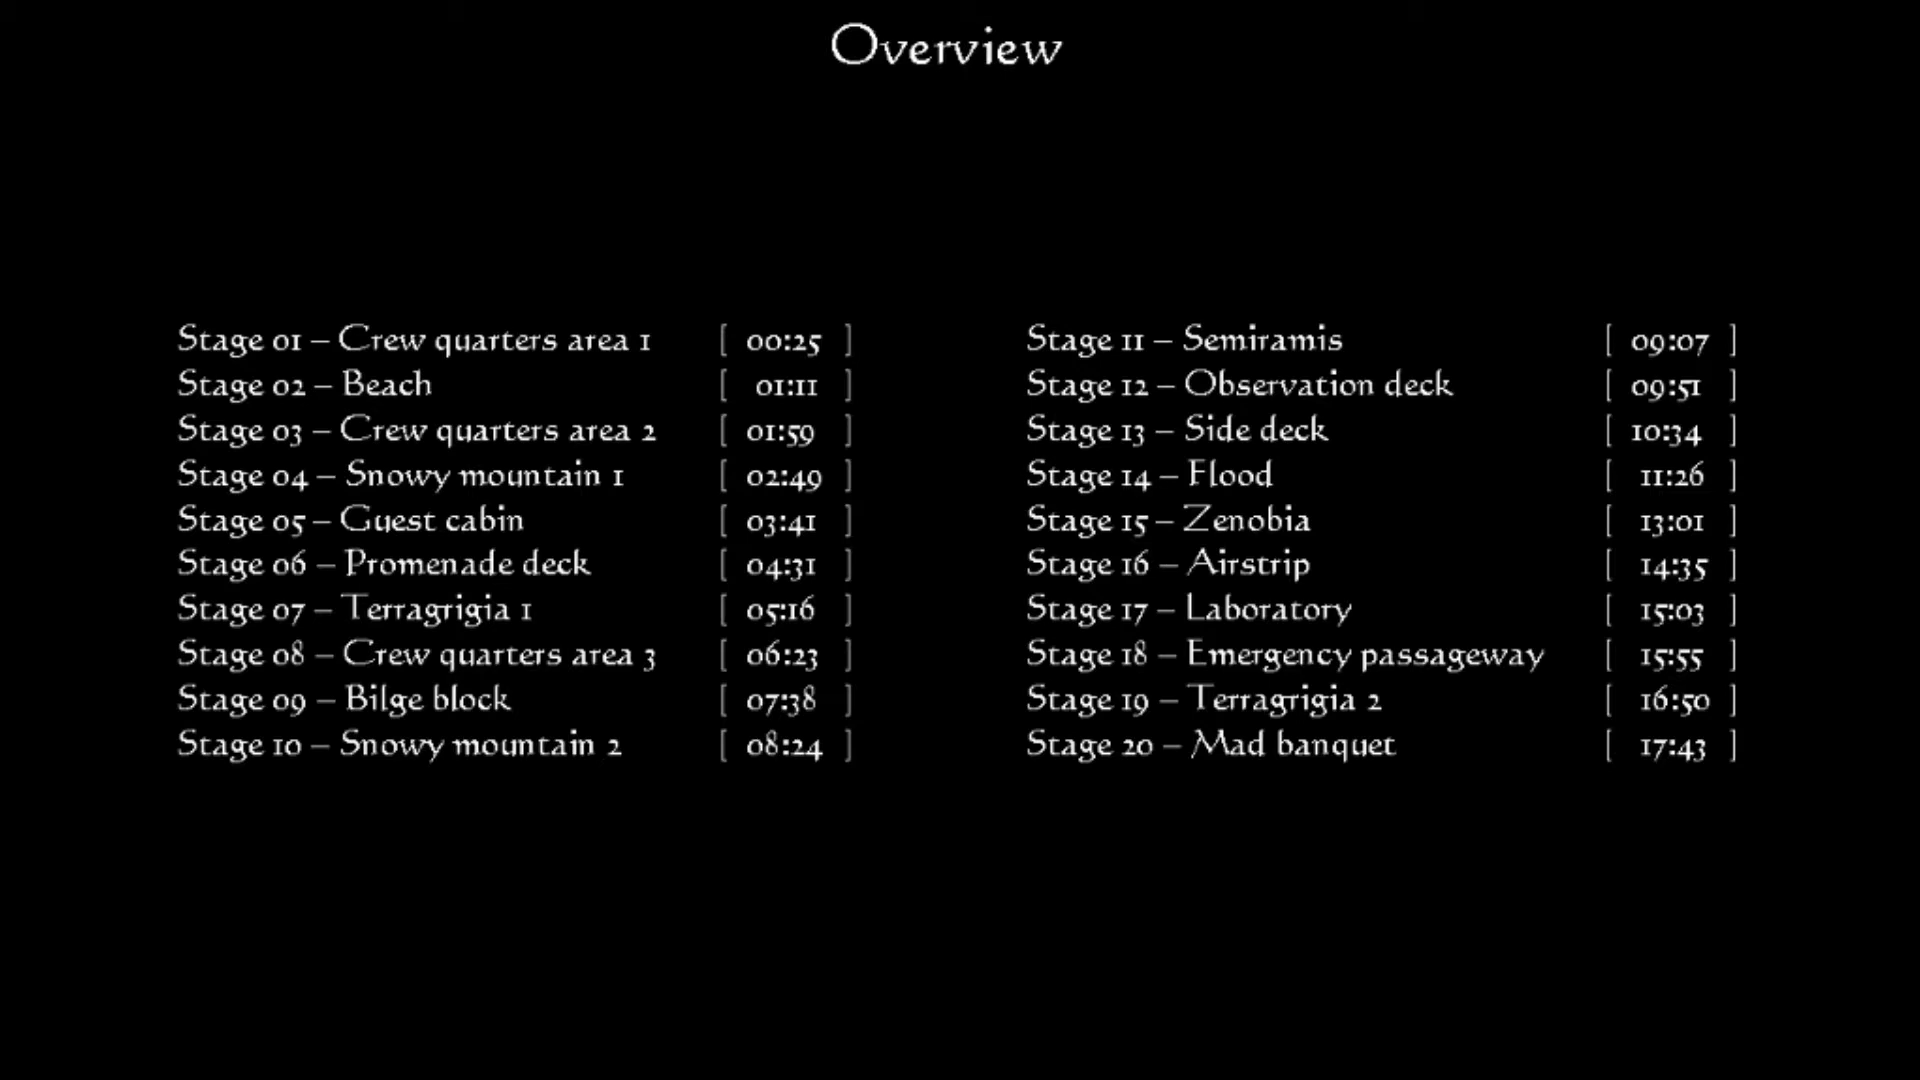 Overview
Stage 01 – Crew quarters area 1 [ 00:25 ]
Stage 02 – Beach [ 01:11 ]
Stage 03 – Crew quarters area 2 [ 01:59 ]
Stage 04 – Snowy mountain 1 [ 02:49 ]
Stage 05 – Guest cabin [ 03:41 ]
Stage 06 – Promenade deck [ 04:31 ]
Stage 07 – Terragrigia 1 [ 05:16 ]
Stage 08 – Crew quarters area 3 [ 06:23 ]
Stage 09 – Bilge block [ 07:38 ]
Stage 10 – Snowy mountain 2 [ 08:24 ]
Stage 11 – Semiramis [ 09:07 ]
Stage 12 – Observation deck [ 09:51 ]
Stage 13 – Side deck [ 10:34 ]
Stage 14 – Flood [ 11:26 ]
Stage 15 – Zenobia [ 13:01 ]
Stage 16 – Airstrip [ 14:35 ]
Stage 17 – Laboratory [ 15:03 ]
Stage 18 – Emergency passageway [ 15:55 ]
Stage 19 – Terragrigia 2 [ 16:50 ]
Stage 20 – Mad banquet [ 17:43 ]